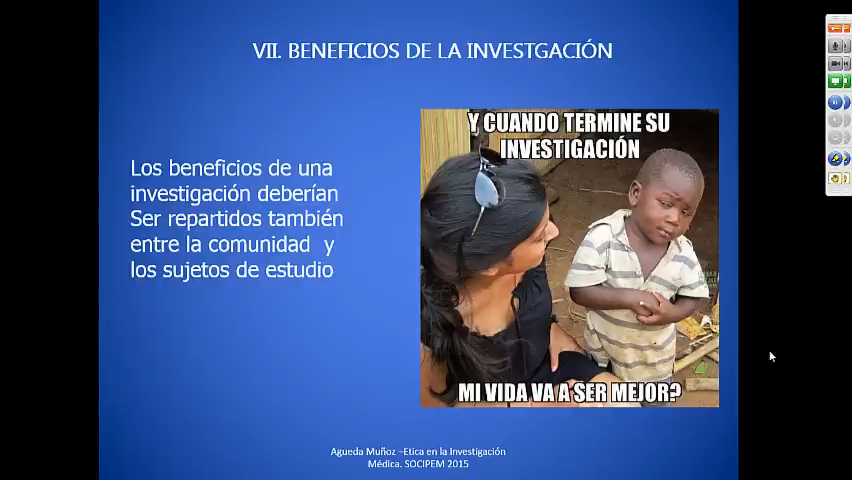 VII. BENEFICIOS DE LA INVESTGACIÓN
Los beneficios de una
investigación deberían
Ser repartidos también
entre la comunidad y
los sujetos de estudio
Y CUANDO TERMINE SU
INVESTIGACIÓN
MI VIDA VA A SER MEJOR?
Agueda Muñoz –Etica en la Investigación
Médica. SOCIPEM 2015